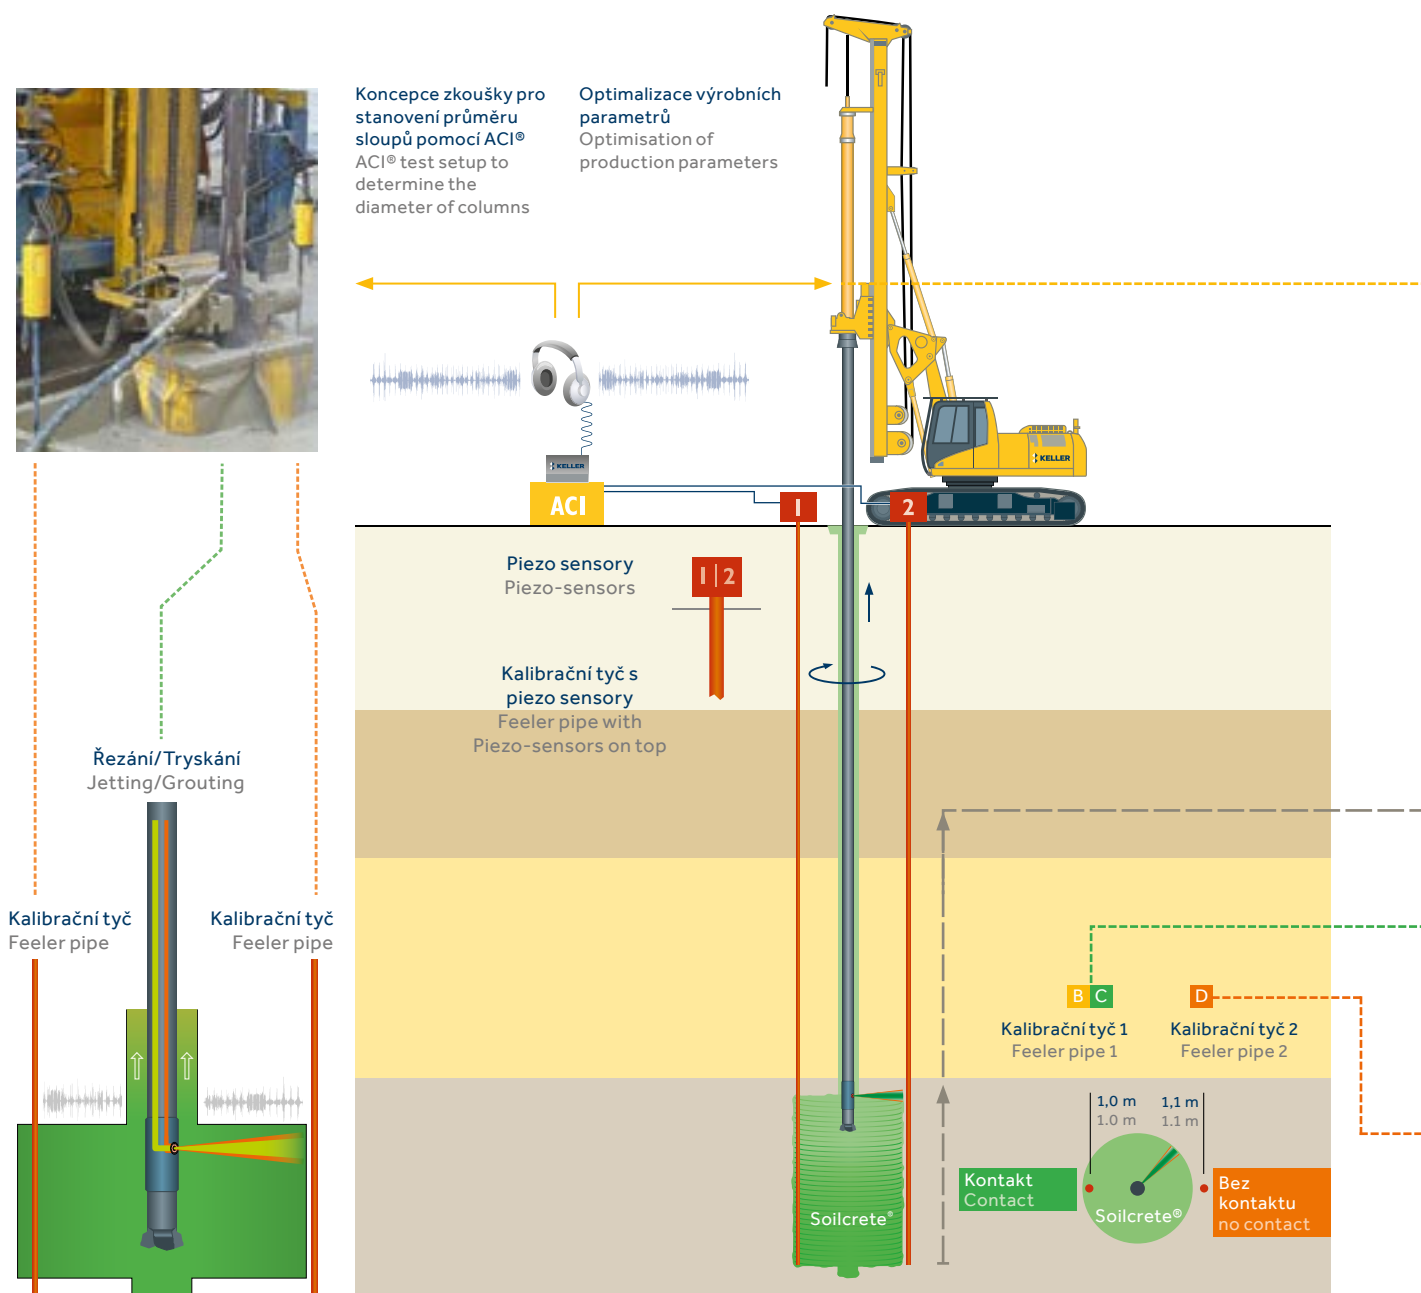 Koncepce zkoušky pro
stanovení průměru
sloupů pomocí ACI®
ACI® test setup to
determine the
diameter of columns
Optimalizace výrobních
parametrů
Optimisation of
production parameters
KELLER
KELLER
ACI
1
2
Piezo sensory
Piezo-sensors
1|2
Kalibrační tyč s
piezo sensory
Feeler pipe with
Piezo-sensors on top
Řezání/Tryskání
Jetting/Grouting
Kalibrační tyč
Feeler pipe
Kalibrační tyč
Feeler pipe
B C
D
Kalibrační tyč 1
Feeler pipe 1
Kalibrační tyč 2
Feeler pipe 2
1,0 m
1.0 m
1,1 m
1.1 m
Kontakt
Contact
Soilcrete®
Bez
kontaktu
no contact
Soilcrete®